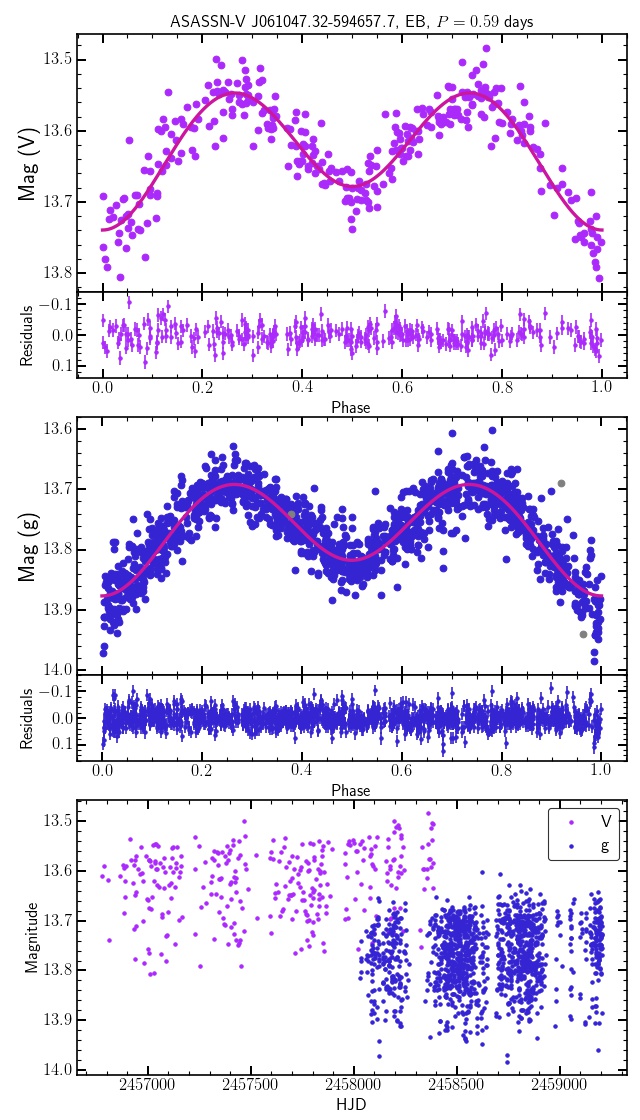 ASASSN-V J061047.32-594657.7, EB, P = 0.59 days
13.5
13.6
13.7
13.8
Mag (V)
−0.1
0.0
0.1
Residuals
0.0 0.2 0.4 0.6 0.8 1.0
Phase
13.6
13.7
13.8
13.9
14.0
Mag (g)
−0.1
0.0
0.1
Residuals
0.0 0.2 0.4 0.6 0.8 1.0
Phase
V
g
13.5
13.6
13.7
13.8
13.9
14.0
Magnitude
2457000 2457500 2458000 2458500 2459000
HJD